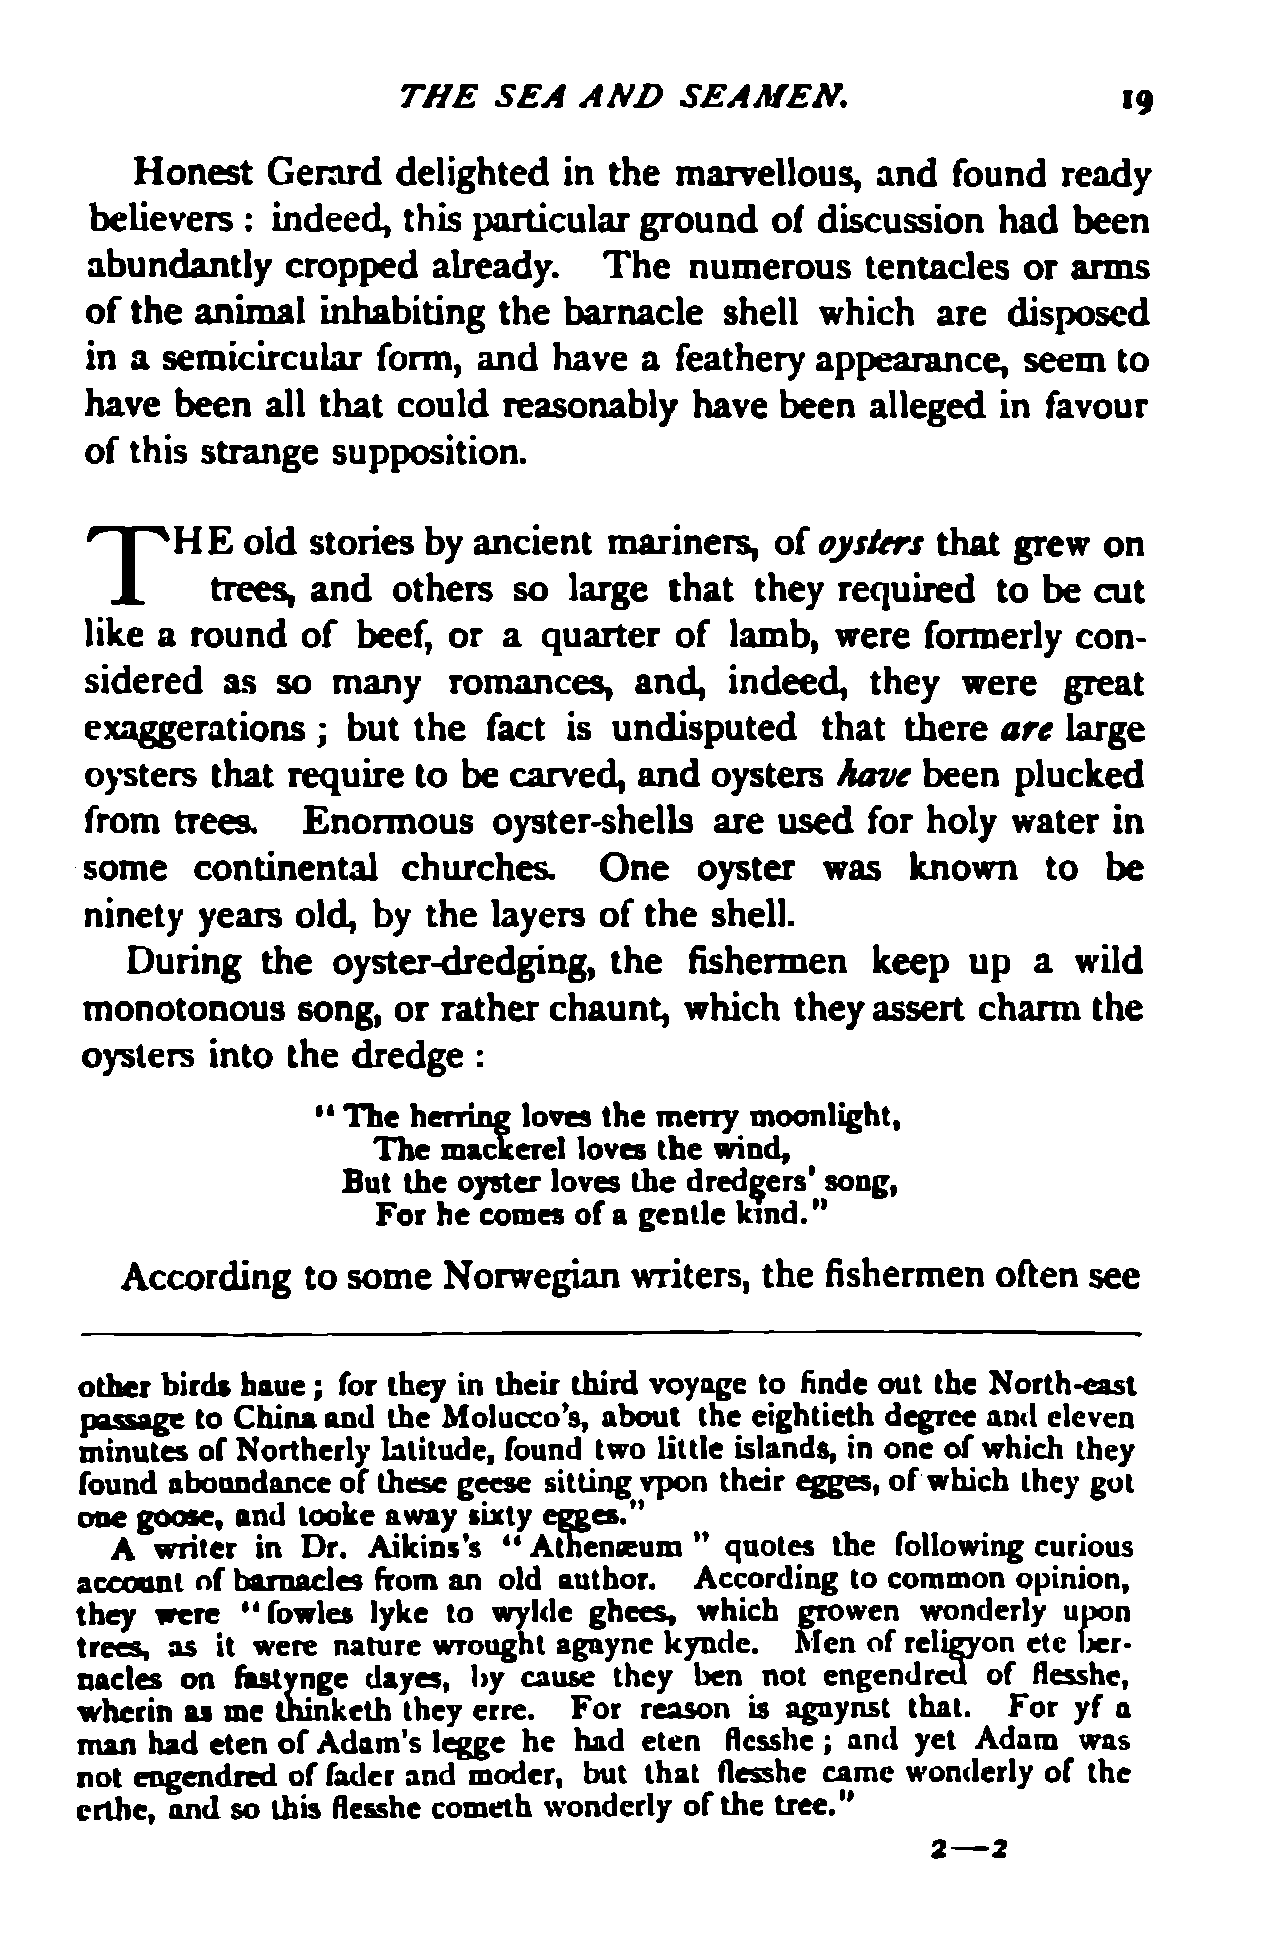 THE SEA AND SEAMEN. 19
Honest Gerard delighted in the marvellous, and found ready
believers : indeed, this particular ground of discussion had been
abundantly cropped already. The numerous tentacles or arms
of the animal inhabiting the barnacle shell which are disposed
in a semicircular form, and have a feathery appearance, seem to
have been all that could reasonably have been alleged in favour
of this strange supposition.
THE old stories by ancient mariners, of oysters that grew on
trees, and others so large that they required to be cut
like a round of beef, or a quarter of lamb, were formerly con-
sidered as so many romances, and, indeed, they were great
exaggerations ; but the fact is undisputed that there are large
oysters that require to be carved, and oysters have been plucked
from trees. Enormous oyster-shells are used for holy water in
some continental churches. One oyster was known to be
ninety years old, by the layers of the shell.
During the oyster-dredging, the fishermen keep up a wild
monotonous song, or rather chaunt, which they assert charm the
oysters into the dredge :
" The herring loves the merry moonlight,
The mackerel loves the wind,
But the oyster loves the dredgers' song,
For he comes of a gentle kind."
According to some Norwegian writers, the fishermen often see
other birds haue ; for they in their third voyage to finde out the North-east
passage to China and the Molucco's, about the eightieth degree and eleven
minutes of Northerly latitude, found two little islands, in one of which they
found aboundance of these geese sitting vpon their egges, of which they got
one goose, and tooke away sixty egges."
A writer in Dr. Aikins's " Athenæum " quotes the following curious
account of barnacles from an old author. According to common opinion,
they were " fowles lyke to wylde ghees, which growen wonderly upon
trees, as it were nature wrought agayne kynde. Men of religyon ete ber-
nacles on fastynge dayes, by cause they ben not engendred of flesshe,
wherin as me thinketh they erre. For reason is agaynst that. For yf a
man had eten of Adam's legge he had eten flesshe ; and yet Adam was
not engendred of fader and moder, but that flesshe came wonderly of the
erthe, and so this flesshe cometh wonderly of the tree."
2—2